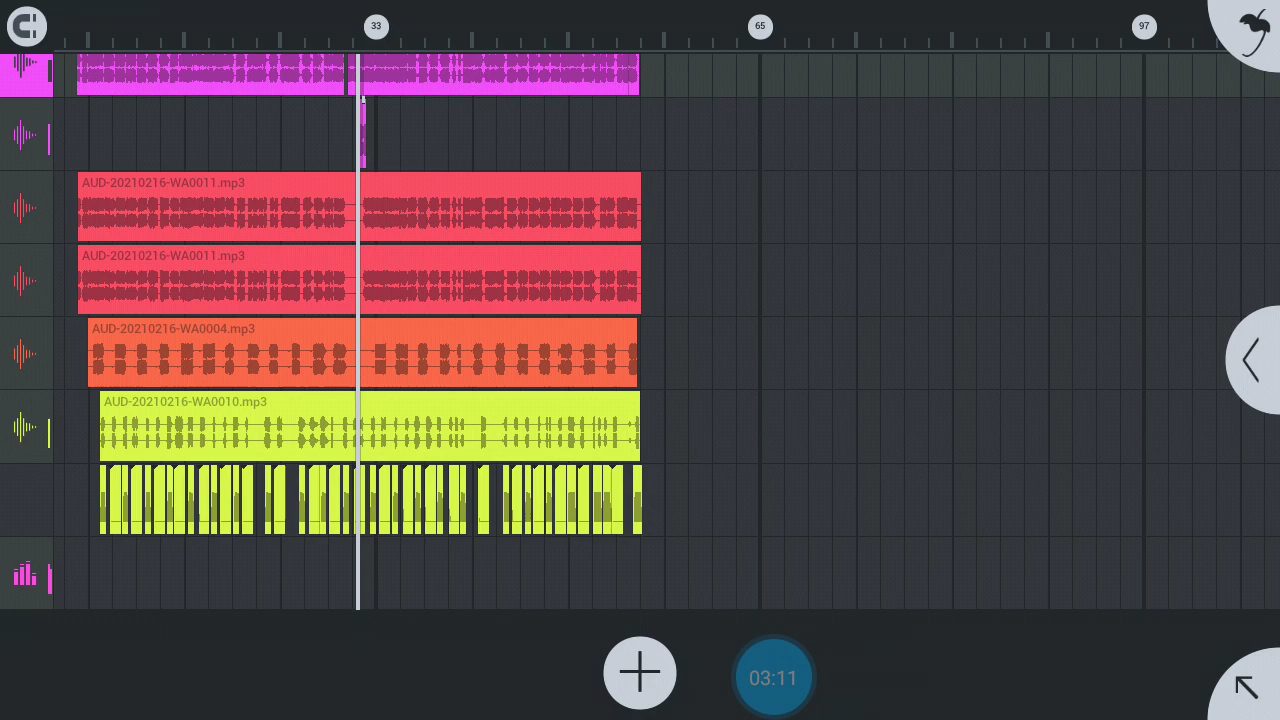 33
65
97
AUD-20210216-WA0011.mp3
AUD-20210216-WA0011.mp3
AUD-20210216-WA0004.mp3
AUD-20210216-WA0010.mp3
03:11